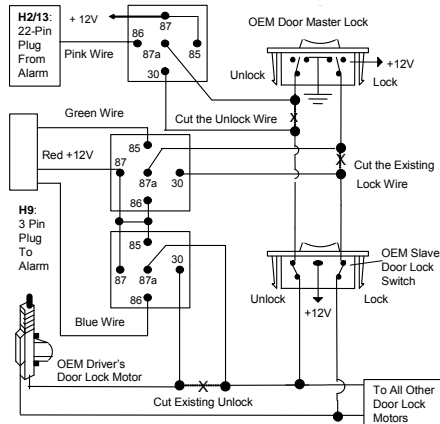 H2/13:
22-Pin
Plug
From
Alarm
+ 12V
Pink Wire
87
86
87a
85
30
OEM Door Master Lock
Unlock
+12V
Lock
Green Wire
Cut the Unlock Wire
Red +12V
85
87
87a
30
86
Cut the Existing
Lock Wire
H9:
3 Pin
Plug
To
Alarm
85
30
87
87a
86
Blue Wire
OEM Slave
Door Lock
Switch
Unlock
Lock
+12V
OEM Driver's
Door Lock Motor
X
X
X
Cut Existing Unlock
To All Other
Door Lock
Motors